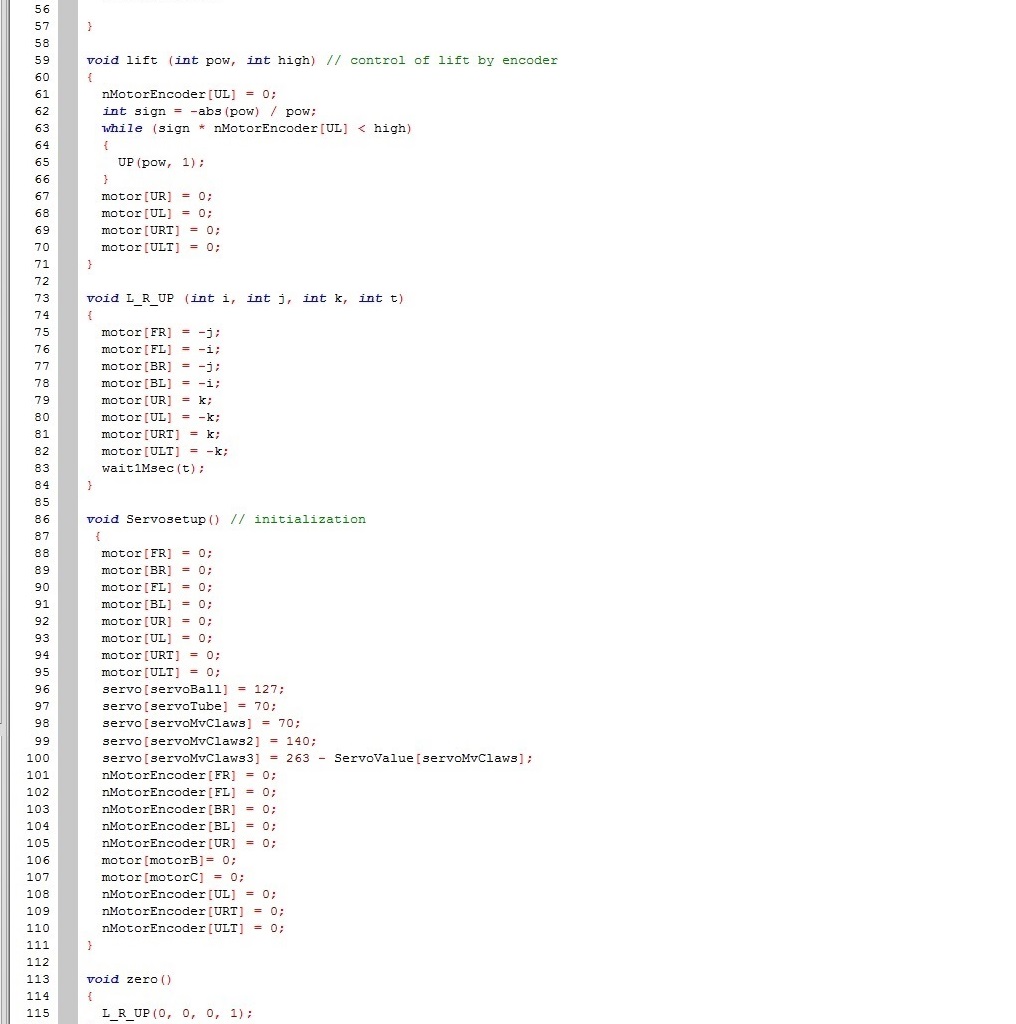 56
57 }
58
59 void lift (int pow, int high) // control of lift by encoder
60 {
61 nMotorEncoder[UL] = 0;
62 int sign = -abs(pow) / pow;
63 while (sign * nMotorEncoder[UL] < high)
64 {
65 UP(pow, 1);
66 }
67 motor[UR] = 0;
68 motor[UL] = 0;
69 motor[URT] = 0;
70 motor[ULT] = 0;
71 }
72
73 void L_R_UP (int i, int j, int k, int t)
74 {
75 motor[FR] = -j;
76 motor[FL] = -i;
77 motor[BR] = -j;
78 motor[BL] = -i;
79 motor[UR] = k;
80 motor[UL] = -k;
81 motor[URT] = k;
82 motor[ULT] = -k;
83 wait1Msec(t);
84 }
85
86 void Servosetup() // initialization
87 {
88 motor[FR] = 0;
89 motor[BR] = 0;
90 motor[FL] = 0;
91 motor[BL] = 0;
92 motor[UR] = 0;
93 motor[UL] = 0;
94 motor[URT] = 0;
95 motor[ULT] = 0;
96 servo[servoBall] = 127;
97 servo[servoTube] = 70;
98 servo[servoMvClaws] = 70;
99 servo[servoMvClaws2] = 140;
100 servo[servoMvClaws3] = 263 - ServoValue[servoMvClaws];
101 nMotorEncoder[FR] = 0;
102 nMotorEncoder[FL] = 0;
103 nMotorEncoder[BR] = 0;
104 nMotorEncoder[BL] = 0;
105 nMotorEncoder[UR] = 0;
106 motor[motorB]= 0;
107 motor[motorC] = 0;
108 nMotorEncoder[UL] = 0;
109 nMotorEncoder[URT] = 0;
110 nMotorEncoder[ULT] = 0;
111 }
112
113 void zero()
114 {
115 L_R_UP(0, 0, 0, 1);